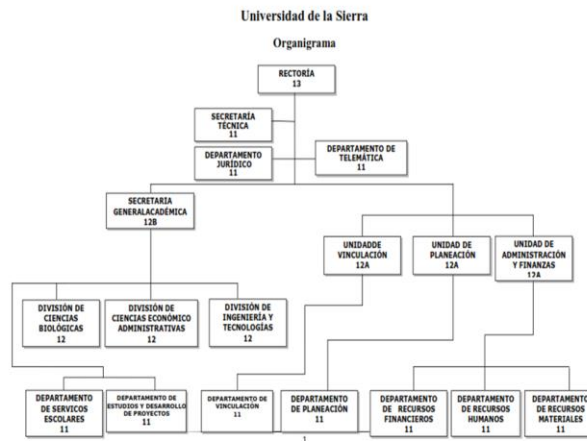 Universidad de la Sierra
Organigrama
RECTORÍA
13
SECRETARÍA
TÉCNICA
11
DEPARTAMENTO
JURÍDICO
11
DEPARTAMENTO DE
TELEMÁTICA
11
SECRETARIA
GENERALACADÉMICA
12B
UNIDADDE
VINCULACIÓN
12A
UNIDAD DE
PLANEACIÓN
12A
UNIDAD DE
ADMINISTRACIÓN
Y FINANZAS
12A
DIVISIÓN DE
CIENCIAS
BIOLÓGICAS
12
DIVISIÓN DE
CIENCIAS ECONÓMICO
ADMINISTRATIVAS
12
DIVISIÓN DE
INGENIERÍA Y
TECNOLOGÍAS
12
DEPARTAMENTO
DE SERVICOS
ESCOLARES
11
DEPARTAMENTO DE
ESTUDIOS Y DESARROLLO
DE PROYECTOS
11
DEPARTAMENTO DE
VINCULACIÓN
11
DEPARTAMENTO
DE PLANEACIÓN
11
DEPARTAMENTO
DE RECURSOS
FINANCIEROS
11
DEPARTAMENTO
DE RECURSOS
HUMANOS
11
DEPARTAMENTO
DE RECURSOS
MATERIALES
11
1